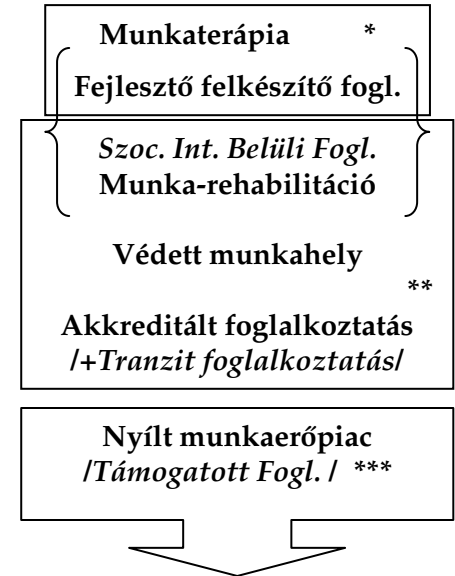 Munkaterápia *
Fejlesztő felkészítő fogl.
Szoc. Int. Belüli Fogl.
Munka-rehabilitáció
Védett munkahely
**
Akkreditált foglalkoztatás
/+Tranzit foglalkoztatás/
Nyílt munkaerőpiac
/Támogatott Fogl. / ***